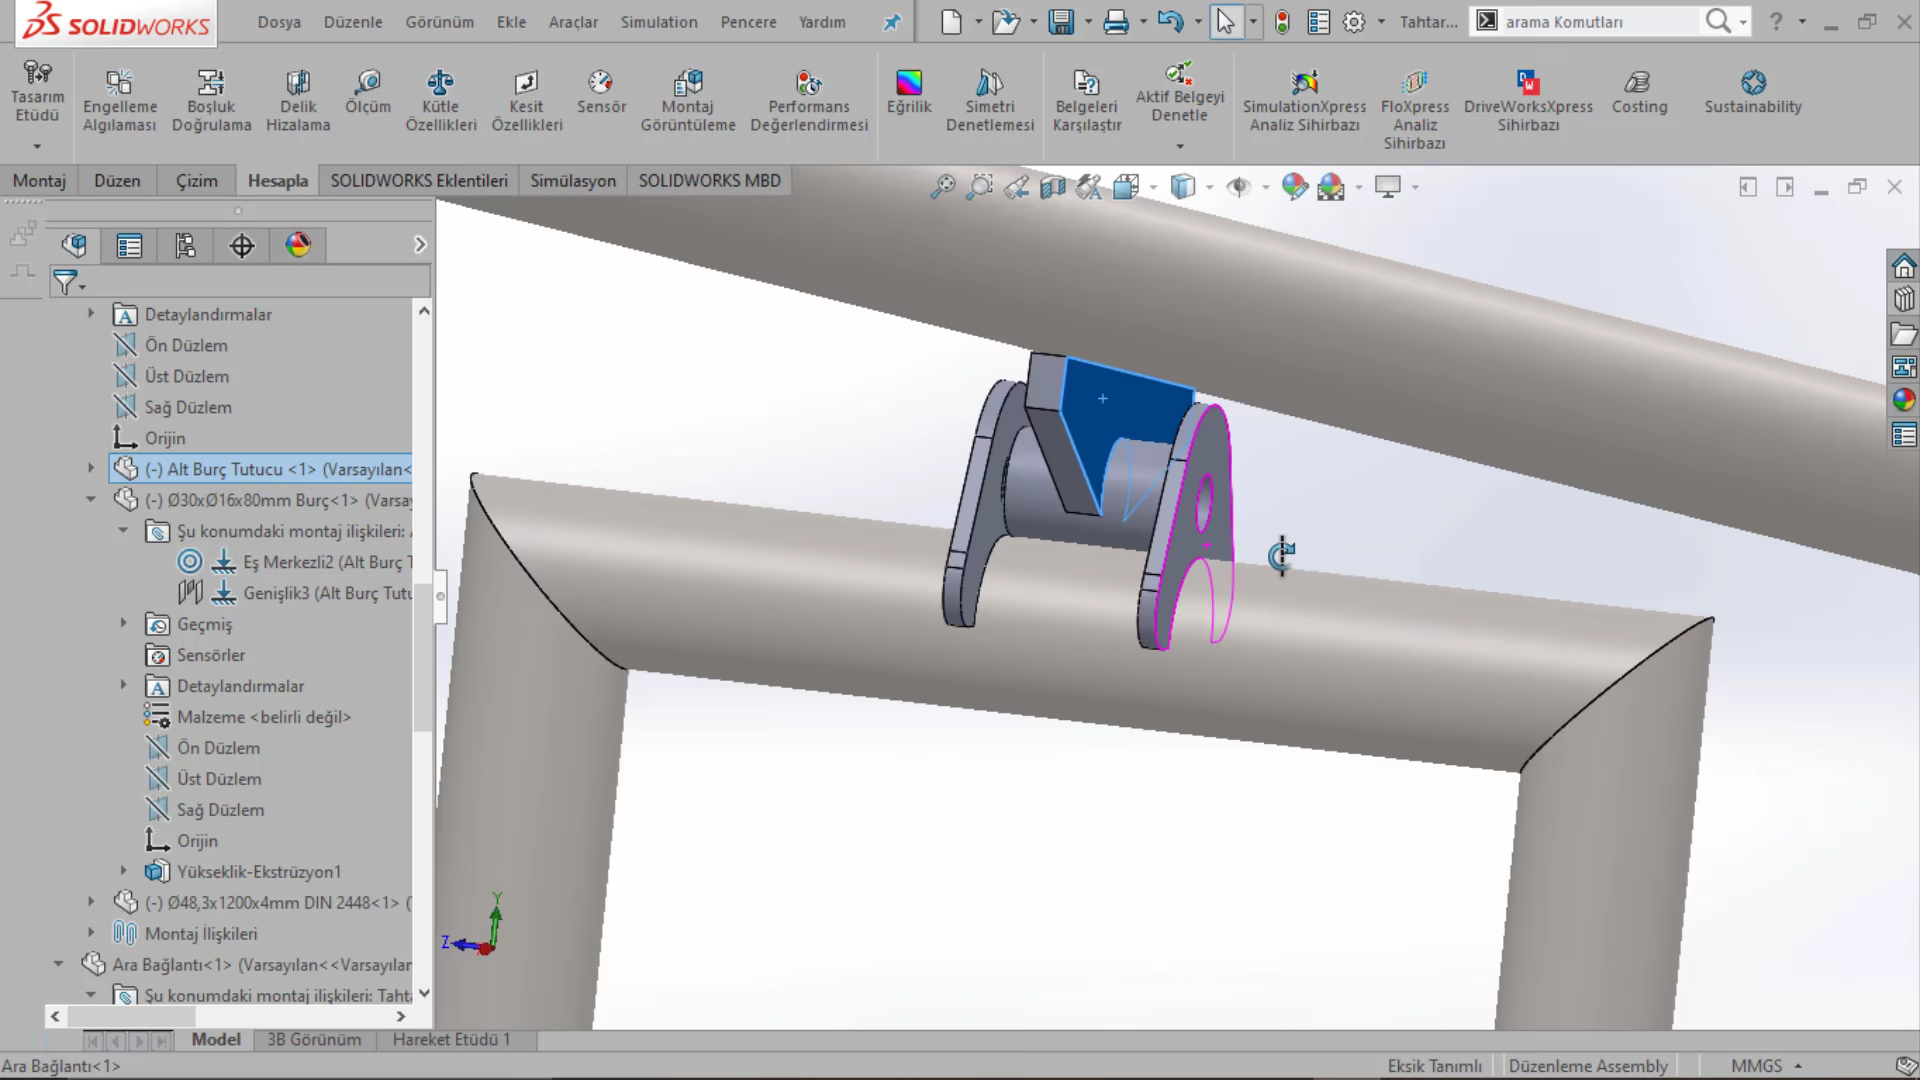 SOLIDWORKS
Dosya
Düzenle
Görünüm
Ekle
Araçlar
Simulation
Pencere
Yardım
Tahtar...
arama Komutları
?
Tasarım Etüdü
Engelleme Algılaması
Boşluk Doğrulama
Delik Hizalama
Ölçüm
Kütle Özellikleri
Kesit Özellikleri
Sensör
Montaj Görüntüleme
Performans Değerlendirmesi
Eğrilik
Simetri Denetlemesi
Belgeleri Karşılaştır
Aktif Belgeyi Denetle
SimulationXpress Analiz Sihirbazı
FloXpress Analiz Sihirbazı
DriveWorksXpress Sihirbazı
Costing
Sustainability
Montaj
Düzen
Çizim
Hesapla
SOLIDWORKS Eklentileri
Simülasyon
SOLIDWORKS MBD
Detaylandırmalar
Ön Düzlem
Üst Düzlem
Sağ Düzlem
Orijin
(-) Alt Burç Tutucu <1> (Varsayılan<
(-) Ø30xØ16x80mm Burç<1> (Varsay
Şu konumdaki montaj ilişkileri:
Eş Merkezli2 (Alt Burç T
Genişlik3 (Alt Burç Tutu
Geçmiş
Sensörler
Detaylandırmalar
Malzeme <belirli değil>
Ön Düzlem
Üst Düzlem
Sağ Düzlem
Orijin
Yükseklik-Ekstrüzyon1
(-) Ø48,3x1200x4mm DIN 2448<1> (
Montaj İlişkileri
Ara Bağlantı<1> (Varsayılan<<Varsayılan
Şu konumdaki montaj ilişkileri: Taht
Y
Z
Model
3B Görünüm
Hareket Etüdü 1
Ara Bağlantı<1>
Eksik Tanımlı
Düzenleme Assembly
MMGS